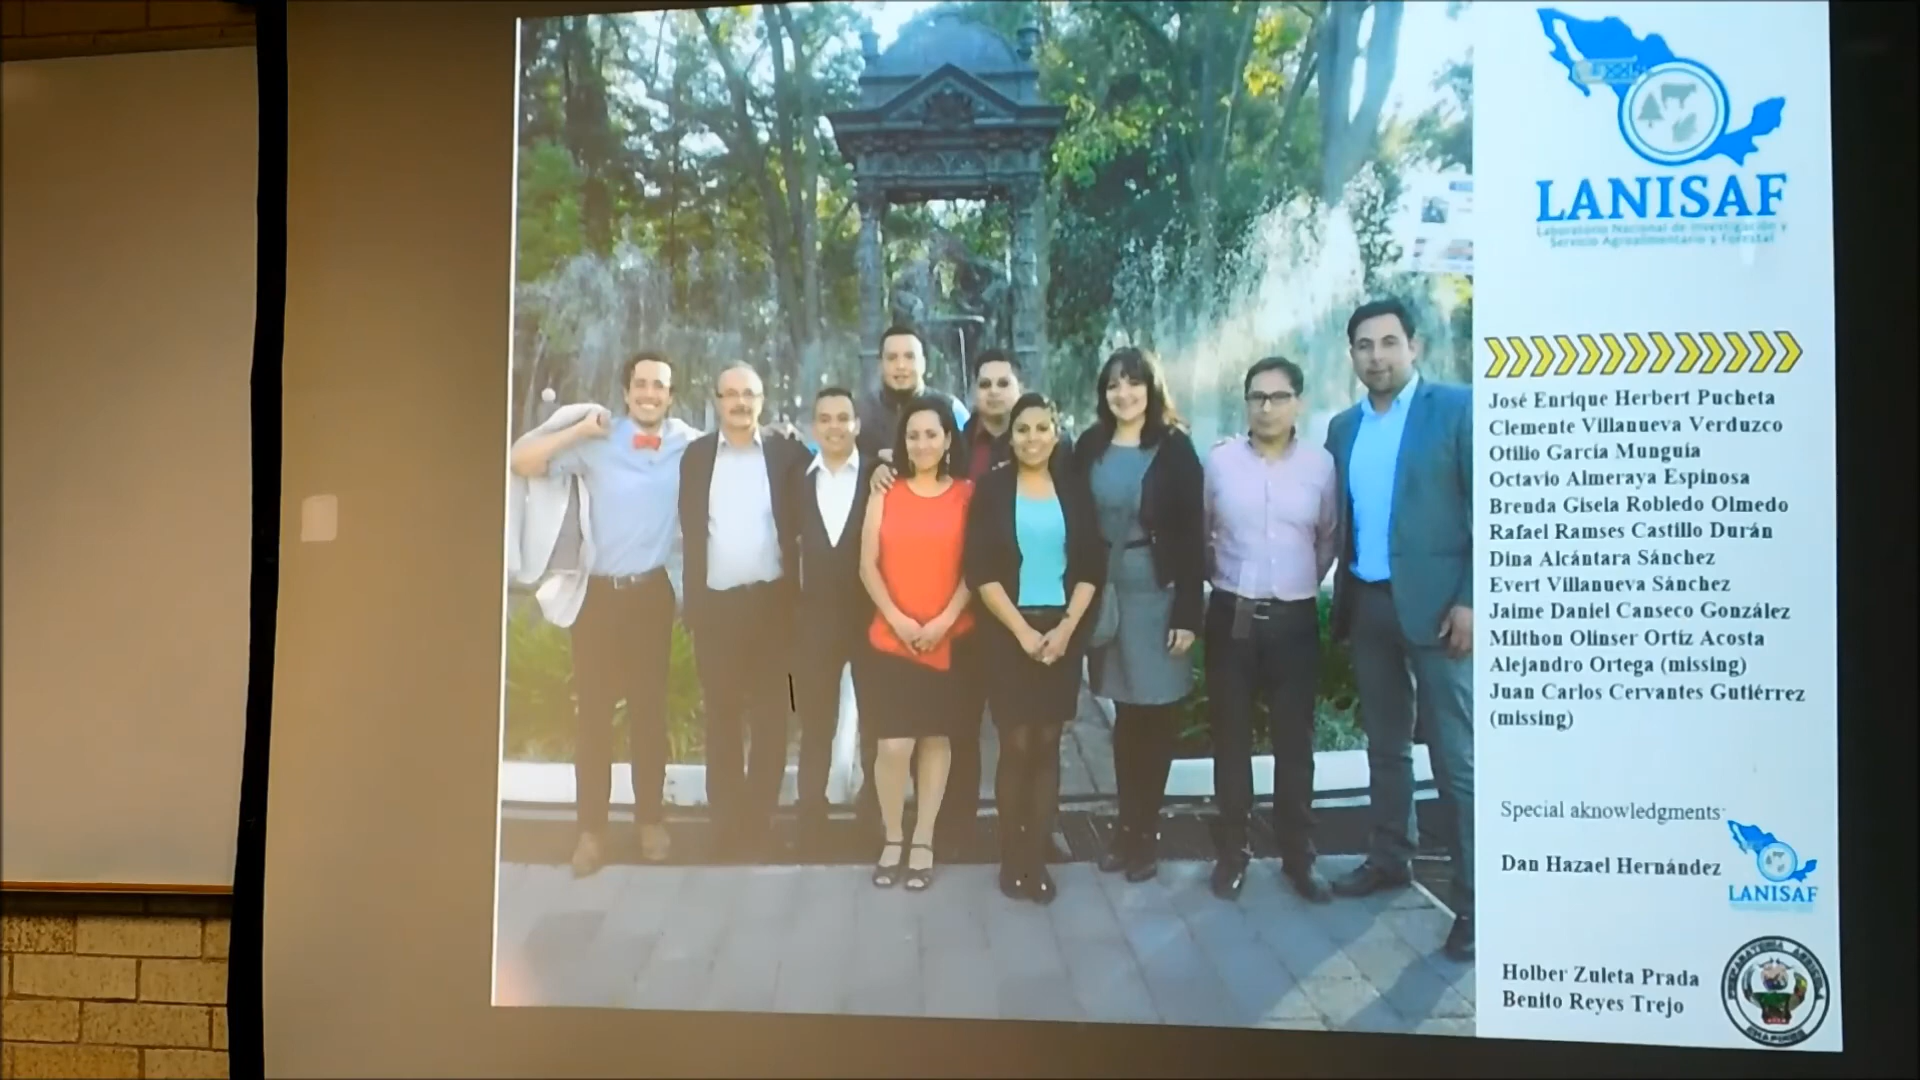 LANISAF
Laboratorio Nacional de Investigación y
Servicio Agroalimentario y Forestal
José Enrique Herbert Pucheta
Clemente Villanueva Verduzco
Otilio García Munguía
Octavio Almeraya Espinosa
Brenda Gisela Robledo Olmedo
Rafael Ramses Castillo Durán
Dina Alcántara Sánchez
Evert Villanueva Sánchez
Jaime Daniel Canseco González
Milthon Olinser Ortiz Acosta
Alejandro Ortega (missing)
Juan Carlos Cervantes Gutiérrez
(missing)
Special aknowledgments:
Dan Hazael Hernández
LANISAF
Holber Zuleta Prada
Benito Reyes Trejo
PREPARATORIA AGRICOLA
CHAPINGO